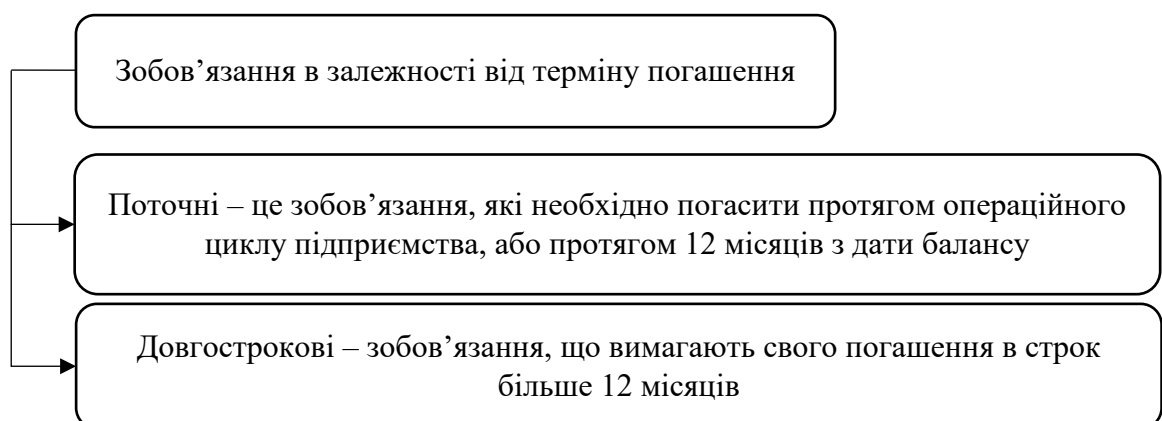 Зобов’язання в залежності від терміну погашення
Поточні – це зобов’язання, які необхідно погасити протягом операційного
циклу підприємства, або протягом 12 місяців з дати балансу
Довгострокові – зобов’язання, що вимагають свого погашення в строк
більше 12 місяців